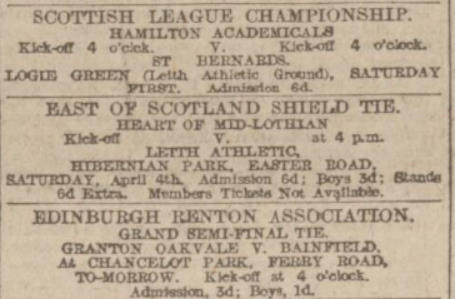 SCOTTISH LEAGUE CHAMPIONSHIP.
HAMILTON ACADEMICALS
Kick-off 4 o'clck. V. Kick-off 4 o'clock.
ST BERNARDS.
LOGIE GREEN (Leith Athletic Ground), SATURDAY
FIRST. Admission 6d.
EAST OF SCOTLAND SHIELD TIE.
HEART OF MID-LOTHIAN
Kick-off V. at 4 p.m.
LEITH ATHLETIC,
HIBERNIAN PARK, EASTER ROAD,
SATURDAY, April 4th. Admission 6d; Boys 3d; Stands
6d Extra. Members Tickets Not Available.
EDINBURGH RENTON ASSOCIATION.
GRAND SEMI-FINAL TIE.
GRANTON OAKVALE V. BAINFIELD,
At CHANCELOT PARK, FERRY ROAD,
TO-MORROW. Kick-off at 4 o'clock.
Admission, 3d; Boys, 1d.